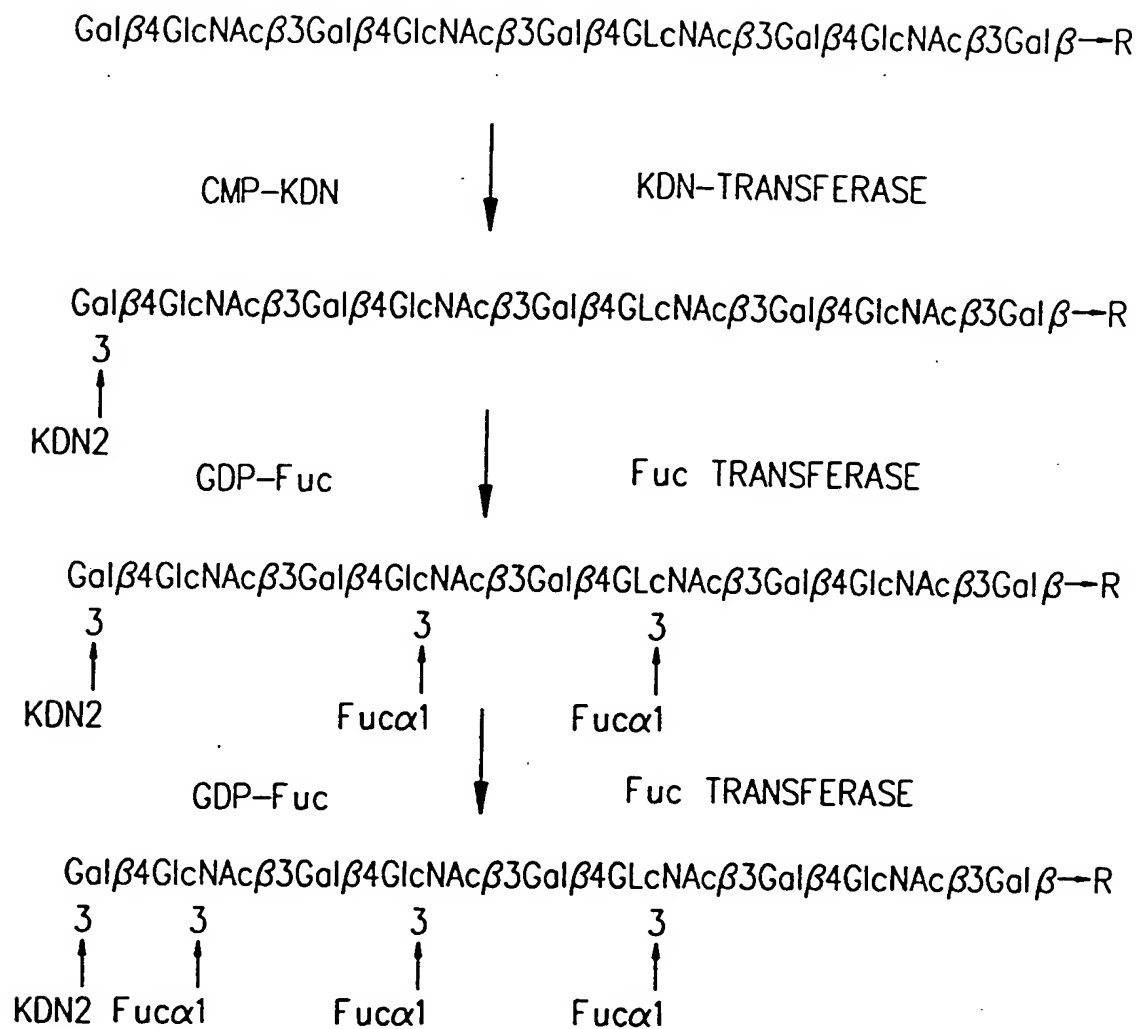 Galβ4GlcNAcβ3Galβ4GlcNAcβ3Galβ4GLcNAcβ3Galβ4GlcNAcβ3Galβ→R
CMP–KDN KDN–TRANSFERASE
Galβ4GlcNAcβ3Galβ4GlcNAcβ3Galβ4GLcNAcβ3Galβ4GlcNAcβ3Galβ→R
3
KDN2
GDP–Fuc Fuc TRANSFERASE
Galβ4GlcNAcβ3Galβ4GlcNAcβ3Galβ4GLcNAcβ3Galβ4GlcNAcβ3Galβ→R
3 3 3
KDN2 Fucα1 Fucα1
GDP–Fuc Fuc TRANSFERASE
Galβ4GlcNAcβ3Galβ4GlcNAcβ3Galβ4GLcNAcβ3Galβ4GlcNAcβ3Galβ→R
3 3 3 3
KDN2 Fucα1 Fucα1 Fucα1